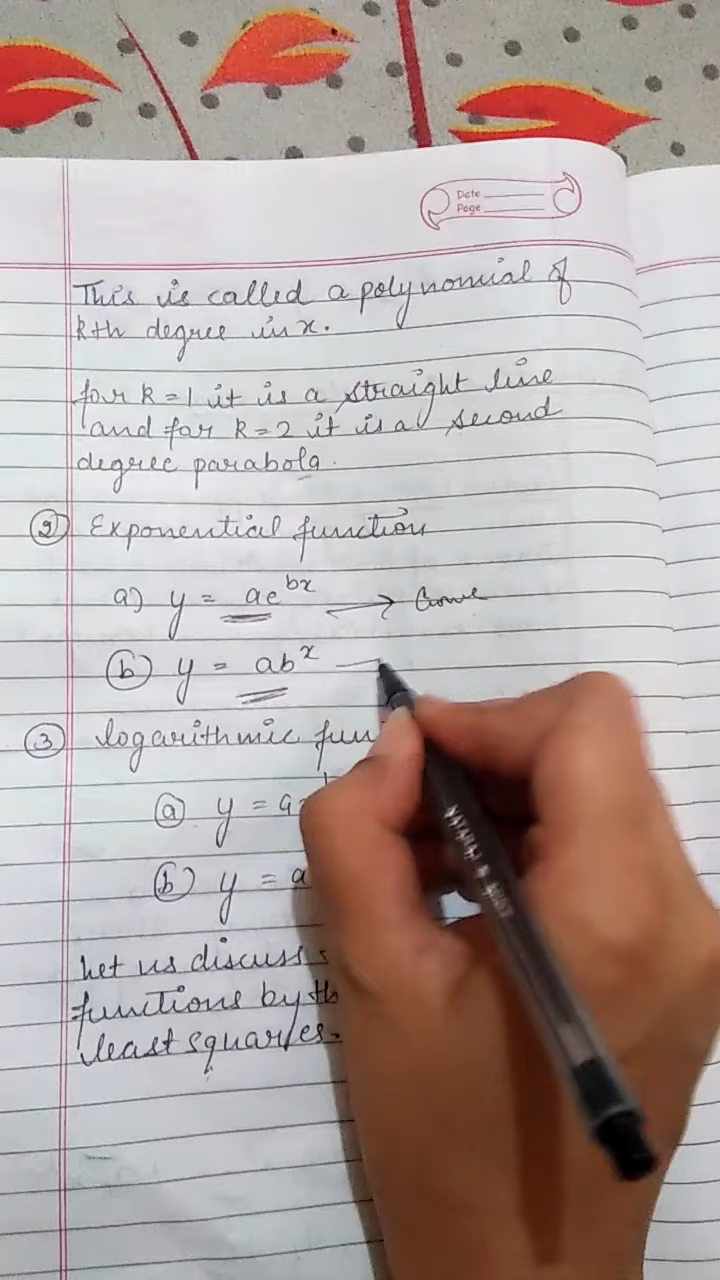 Date
Page
This is called a polynomial of
kth degree in x.
for k = 1 it is a straight line
and for k = 2 it is a second
degree parabola.
② Exponential function
a) y = ae^bx → Curve
ⓑ y = ab^x —
③ logarithmic fun
ⓐ y = a
ⓑ y = a
Let us discuss
functions by th
least squares.
NATARAJ